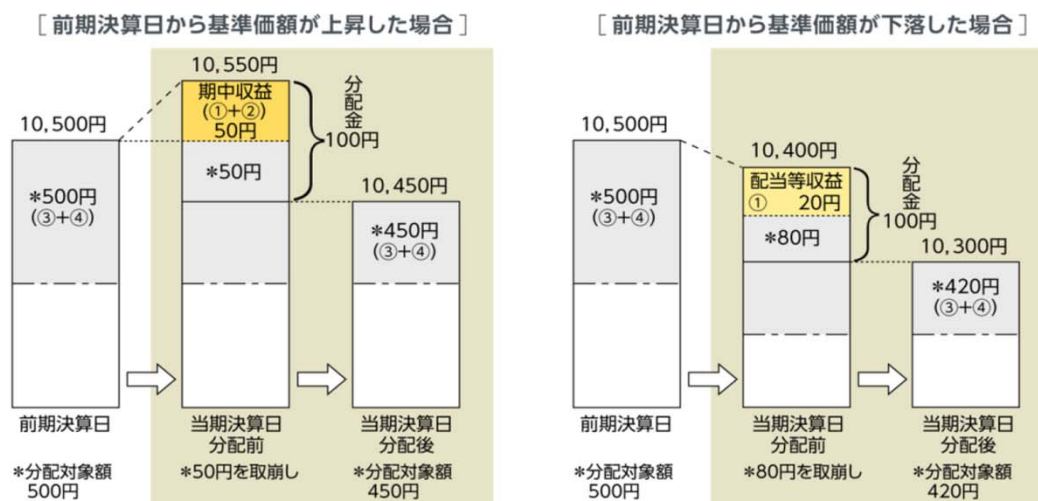 [ 前期決算日から基準価額が上昇した場合 ]
10,550円
期中収益
(①+②)
50円
分配金
100円
10,500円
*500円
(③+④)
*50円
10,450円
*450円
(③+④)
前期決算日
当期決算日
分配前
当期決算日
分配後
*分配対象額
500円
*50円を取崩し
*分配対象額
450円
[ 前期決算日から基準価額が下落した場合 ]
10,500円
*500円
(③+④)
10,400円
配当等収益
① 20円
*80円
分配金
100円
10,300円
*420円
(③+④)
前期決算日
当期決算日
分配前
当期決算日
分配後
*分配対象額
500円
*80円を取崩し
*分配対象額
420円